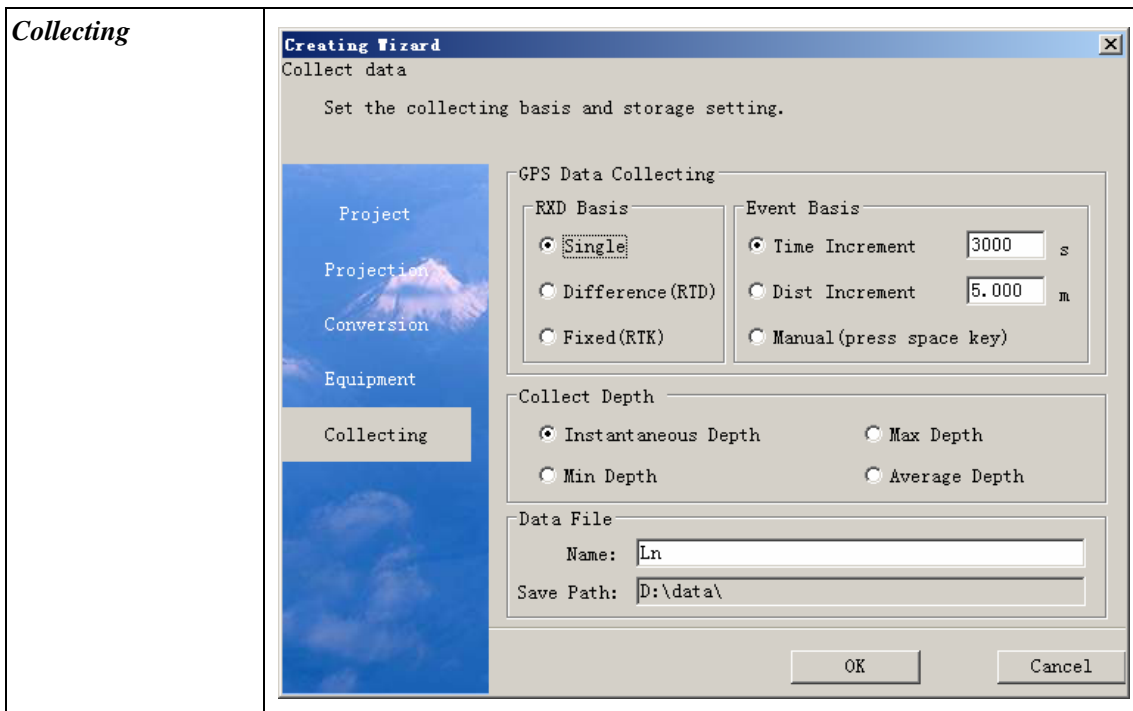 Collecting
Creating Wizard
Collect data
Set the collecting basis and storage setting.
Project
Projection
Conversion
Equipment
Collecting
GPS Data Collecting
RXD Basis
Single
Difference(RTD)
Fixed(RTK)
Event Basis
Time Increment 3000 s
Dist Increment 5.000 m
Manual(press space key)
Collect Depth
Instantaneous Depth Max Depth
Min Depth Average Depth
Data File
Name: Ln
Save Path: D:\data\
OK Cancel